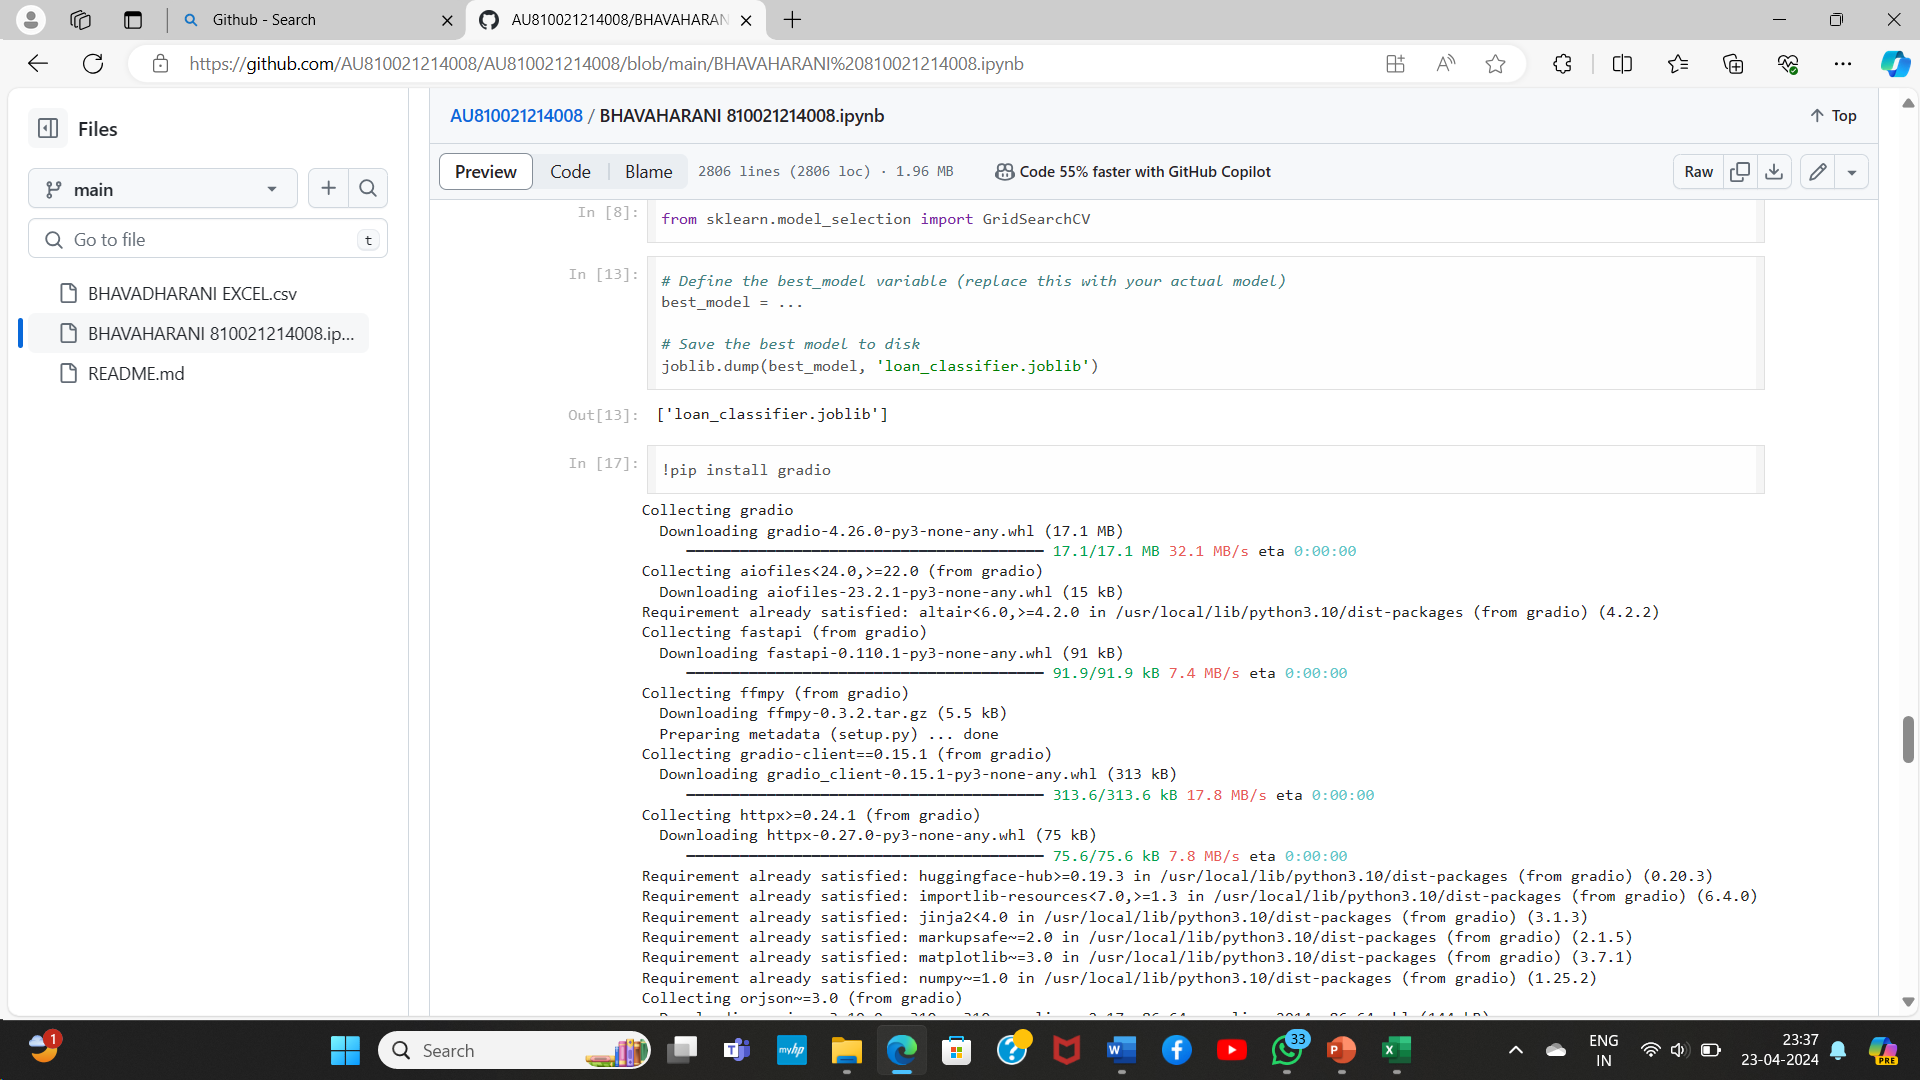 Github - Search
AU810021214008/BHAVAHARAN
https://github.com/AU810021214008/AU810021214008/blob/main/BHAVAHARANI%20810021214008.ipynb
Files
AU810021214008 / BHAVAHARANI 810021214008.ipynb
Top
main
Preview
Code
Blame
2806 lines (2806 loc) · 1.96 MB
Code 55% faster with GitHub Copilot
Raw
Go to file
t
BHAVADHARANI EXCEL.csv
BHAVAHARANI 810021214008.ip...
README.md
In [8]: from sklearn.model_selection import GridSearchCV
In [13]: # Define the best_model variable (replace this with your actual model)
best_model = ...
# Save the best model to disk
joblib.dump(best_model, 'loan_classifier.joblib')
Out[13]: ['loan_classifier.joblib']
In [17]: !pip install gradio
Collecting gradio
Downloading gradio-4.26.0-py3-none-any.whl (17.1 MB)
17.1/17.1 MB 32.1 MB/s eta 0:00:00
Collecting aiofiles<24.0,>=22.0 (from gradio)
Downloading aiofiles-23.2.1-py3-none-any.whl (15 kB)
Requirement already satisfied: altair<6.0,>=4.2.0 in /usr/local/lib/python3.10/dist-packages (from gradio) (4.2.2)
Collecting fastapi (from gradio)
Downloading fastapi-0.110.1-py3-none-any.whl (91 kB)
91.9/91.9 kB 7.4 MB/s eta 0:00:00
Collecting ffmpy (from gradio)
Downloading ffmpy-0.3.2.tar.gz (5.5 kB)
Preparing metadata (setup.py) ... done
Collecting gradio-client==0.15.1 (from gradio)
Downloading gradio_client-0.15.1-py3-none-any.whl (313 kB)
313.6/313.6 kB 17.8 MB/s eta 0:00:00
Collecting httpx>=0.24.1 (from gradio)
Downloading httpx-0.27.0-py3-none-any.whl (75 kB)
75.6/75.6 kB 7.8 MB/s eta 0:00:00
Requirement already satisfied: huggingface-hub>=0.19.3 in /usr/local/lib/python3.10/dist-packages (from gradio) (0.20.3)
Requirement already satisfied: importlib-resources<7.0,>=1.3 in /usr/local/lib/python3.10/dist-packages (from gradio) (6.4.0)
Requirement already satisfied: jinja2<4.0 in /usr/local/lib/python3.10/dist-packages (from gradio) (3.1.3)
Requirement already satisfied: markupsafe~=2.0 in /usr/local/lib/python3.10/dist-packages (from gradio) (2.1.5)
Requirement already satisfied: matplotlib~=3.0 in /usr/local/lib/python3.10/dist-packages (from gradio) (3.7.1)
Requirement already satisfied: numpy~=1.0 in /usr/local/lib/python3.10/dist-packages (from gradio) (1.25.2)
Collecting orjson~=3.0 (from gradio)
1
Search
myhp
33
ENG
IN
23:37
23-04-2024
PRE